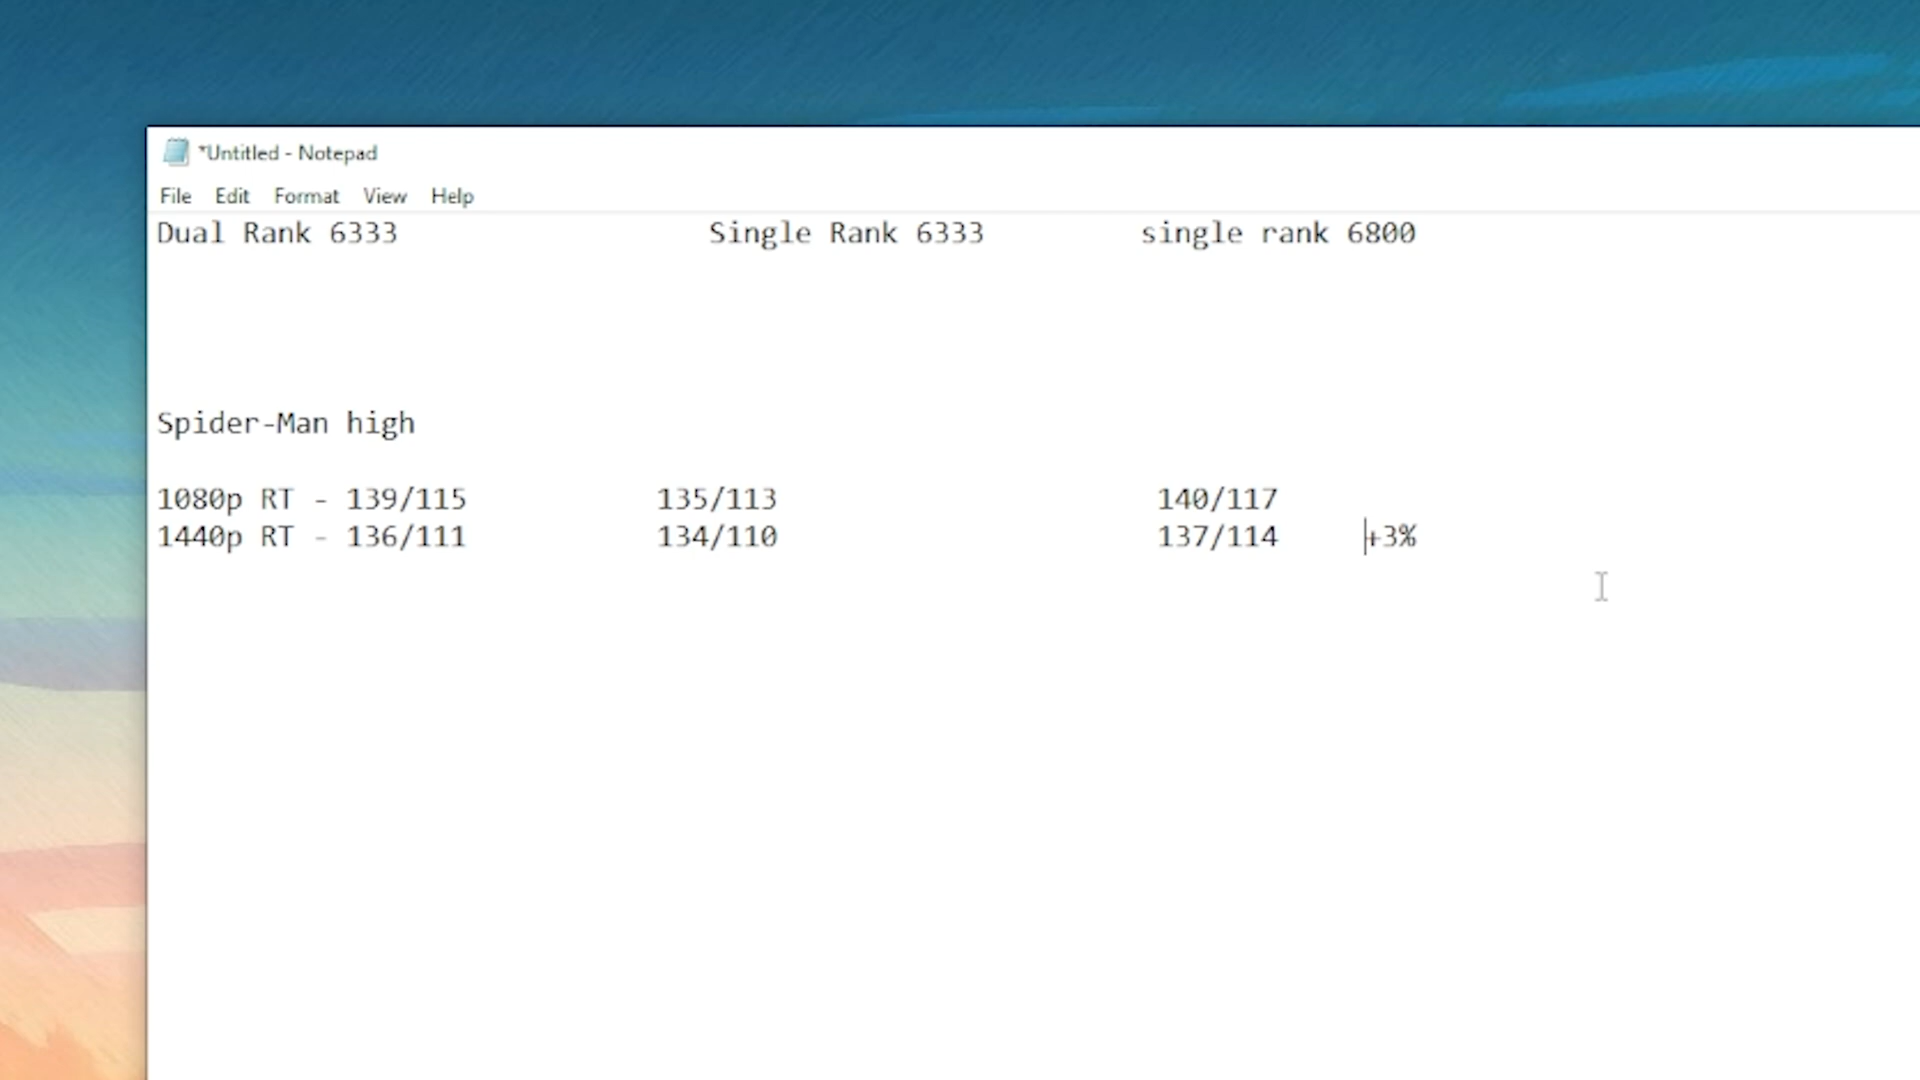 *Untitled - Notepad
File Edit Format View Help
Dual Rank 6333 Single Rank 6333 single rank 6800
Spider-Man high
1080p RT - 139/115 135/113 140/117
1440p RT - 136/111 134/110 137/114 +3%